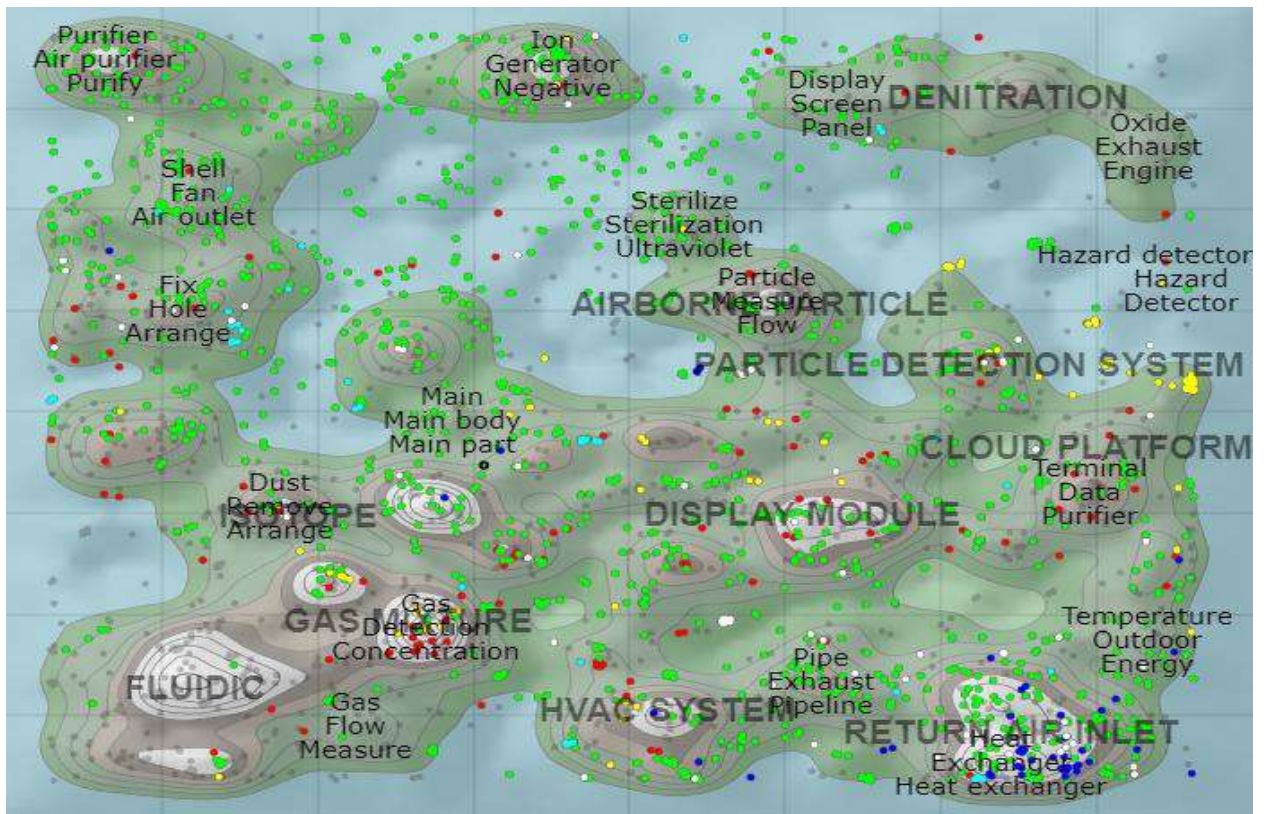 Purifier
Air purifier
Purify
Ion
Generator
Negative
Display
Screen
Panel
DENITRATION
Oxide
Exhaust
Engine
Shell
Fan
Air outlet
Sterilize
Sterilization
Ultraviolet
Hazard detector
Hazard
Detector
Fix
Hole
Arrange
Particle
Measure
Flow
AIRBORNE PARTICLE
PARTICLE DETECTION SYSTEM
Main
Main body
Main part
CLOUD PLATFORM
Terminal
Data
Purifier
Dust
Remove
Arrange
ISOTOPE
DISPLAY MODULE
GAS MIXTURE
Gas
Detection
Concentration
Temperature
Outdoor
Energy
FLUIDIC
Pipe
Exhaust
Pipeline
Gas
Flow
Measure
HVAC SYSTEM
RETURN AIR INLET
Heat
Exchanger
Heat exchanger